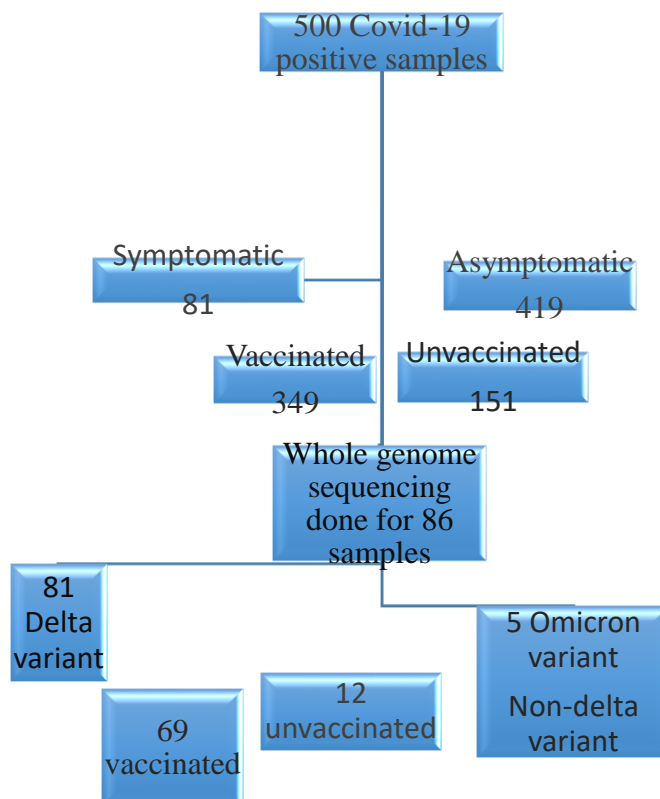 500 Covid-19
positive samples
Symptomatic
81
Asymptomatic
419
Vaccinated
349
Unvaccinated
151
Whole genome
sequencing
done for 86
samples
81
Delta
variant
5 Omicron
variant
Non-delta
variant
69
vaccinated
12
unvaccinated